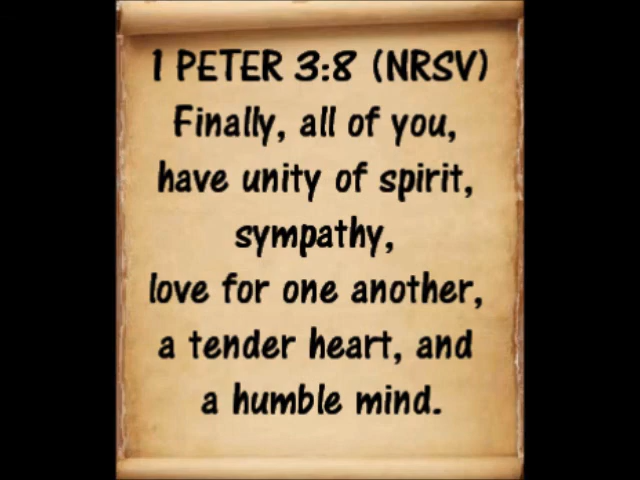 1 PETER 3:8 (NRSV)
Finally, all of you,
have unity of spirit,
sympathy,
love for one another,
a tender heart, and
a humble mind.